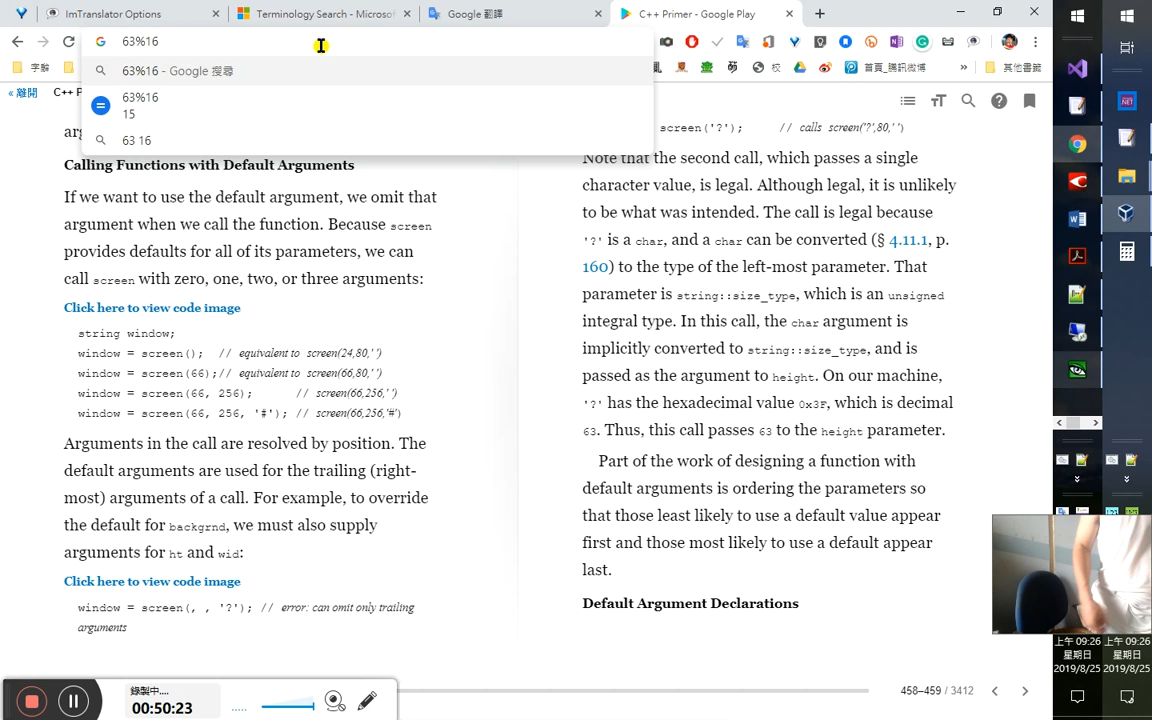 ImTranslator Options
Terminology Search - Microsof
Google 翻譯
C++ Primer - Google Play
63%16
字幹
校
首頁_騰訊微博
»
其他書籤
63%16 - Google 搜尋
63%16
15
63 16
« 離開
C++ P
arg
Calling Functions with Default Arguments
If we want to use the default argument, we omit that
argument when we call the function. Because screen
provides defaults for all of its parameters, we can
call screen with zero, one, two, or three arguments:
Click here to view code image
string window;
window = screen(); // equivalent to screen(24,80,' ')
window = screen(66);// equivalent to screen(66,80,' ')
window = screen(66, 256); // screen(66,256,' ')
window = screen(66, 256, '#'); // screen(66,256,'#')
Arguments in the call are resolved by position. The
default arguments are used for the trailing (right-
most) arguments of a call. For example, to override
the default for backgrnd, we must also supply
arguments for ht and wid:
Click here to view code image
window = screen(, , '?'); // error: can omit only trailing
arguments
screen('?'); // calls screen('?',80,' ')
Note that the second call, which passes a single
character value, is legal. Although legal, it is unlikely
to be what was intended. The call is legal because
'?' is a char, and a char can be converted (§ 4.11.1, p.
160) to the type of the left-most parameter. That
parameter is string::size_type, which is an unsigned
integral type. In this call, the char argument is
implicitly converted to string::size_type, and is
passed as the argument to height. On our machine,
'?' has the hexadecimal value 0x3F, which is decimal
63. Thus, this call passes 63 to the height parameter.
Part of the work of designing a function with
default arguments is ordering the parameters so
that those least likely to use a default value appear
first and those most likely to use a default appear
last.
Default Argument Declarations
458–459 / 3412
錄製中....
00:50:23
上午 09:26
星期日
2019/8/25
上午 09:26
星期日
2019/8/25